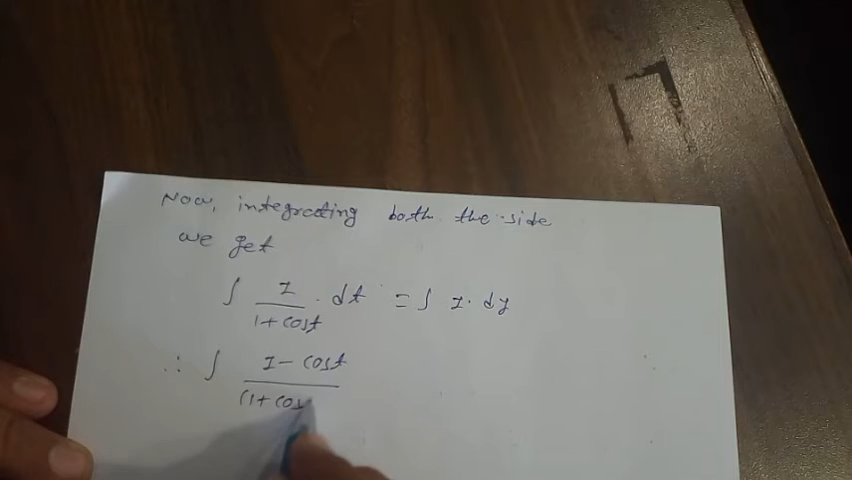 Now, integrating both the side
we get
∫ 1/(1+cost) . dt = ∫ 1. dy
∴ ∫ 1-cost/(1+cos